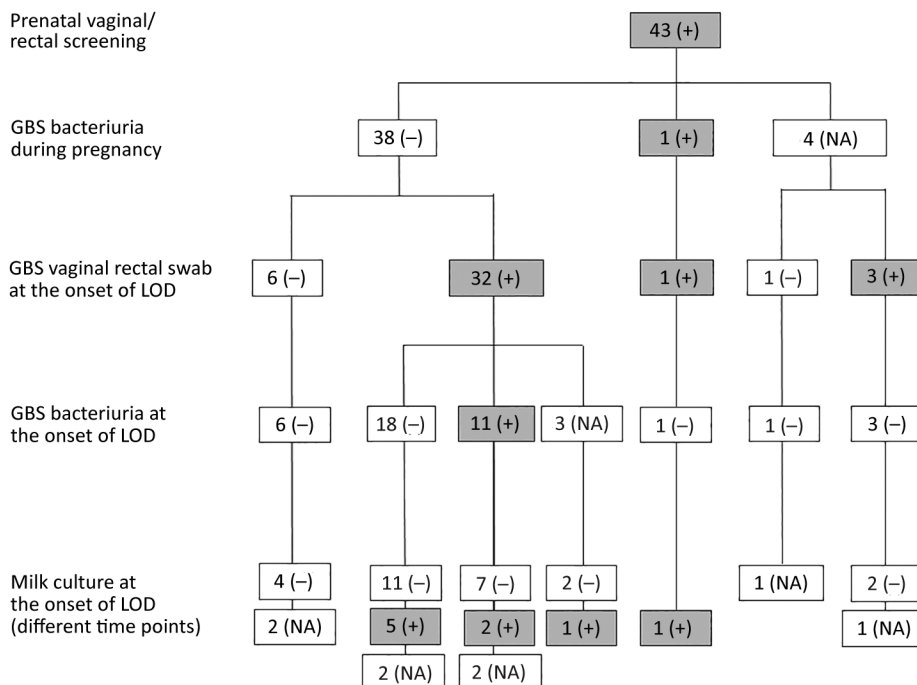 Prenatal vaginal/
rectal screening
43 (+)
GBS bacteriuria
during pregnancy
38 (–)
1 (+)
4 (NA)
GBS vaginal rectal swab
at the onset of LOD
6 (–)
32 (+)
1 (+)
1 (–)
3 (+)
GBS bacteriuria at
the onset of LOD
6 (–)
18 (–)
11 (+)
3 (NA)
1 (–)
1 (–)
3 (–)
Milk culture at
the onset of LOD
(different time points)
4 (–)
11 (–)
7 (–)
2 (–)
1 (NA)
2 (–)
2 (NA)
5 (+)
2 (+)
1 (+)
1 (+)
1 (NA)
2 (NA)
2 (NA)